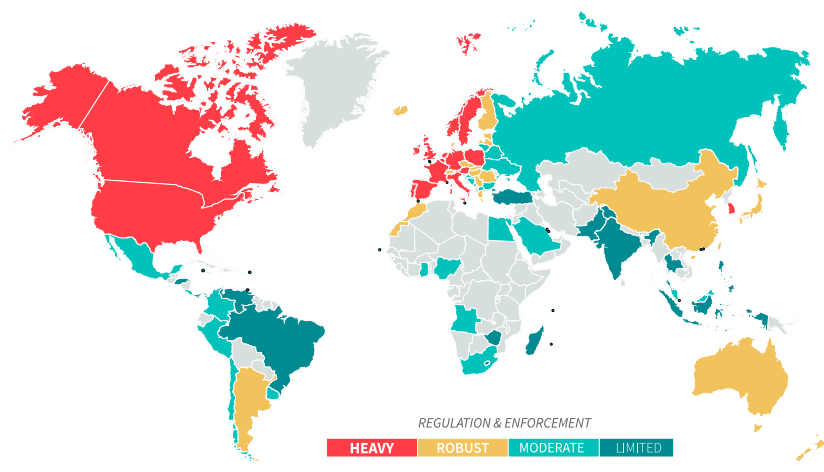 REGULATION & ENFORCEMENT
HEAVY ROBUST MODERATE LIMITED